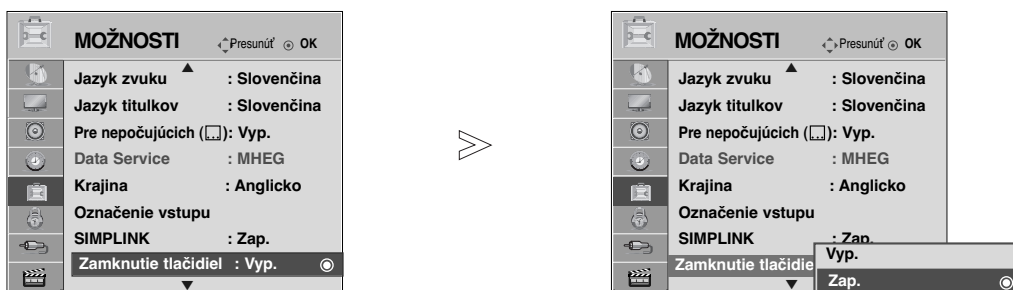 MOŽNOSTI Presunúť OK
Jazyk zvuku : Slovenčina
Jazyk titulkov : Slovenčina
Pre nepočujúcich ( ): Vyp.
Data Service : MHEG
Krajina : Anglicko
Označenie vstupu
SIMPLINK : Zap.
Zamknutie tlačidiel : Vyp.
MOŽNOSTI Presunúť OK
Jazyk zvuku : Slovenčina
Jazyk titulkov : Slovenčina
Pre nepočujúcich ( ): Vyp.
Data Service : MHEG
Krajina : Anglicko
Označenie vstupu
SIMPLINK : Zap.
Zamknutie tlačidie
Vyp.
Zap.